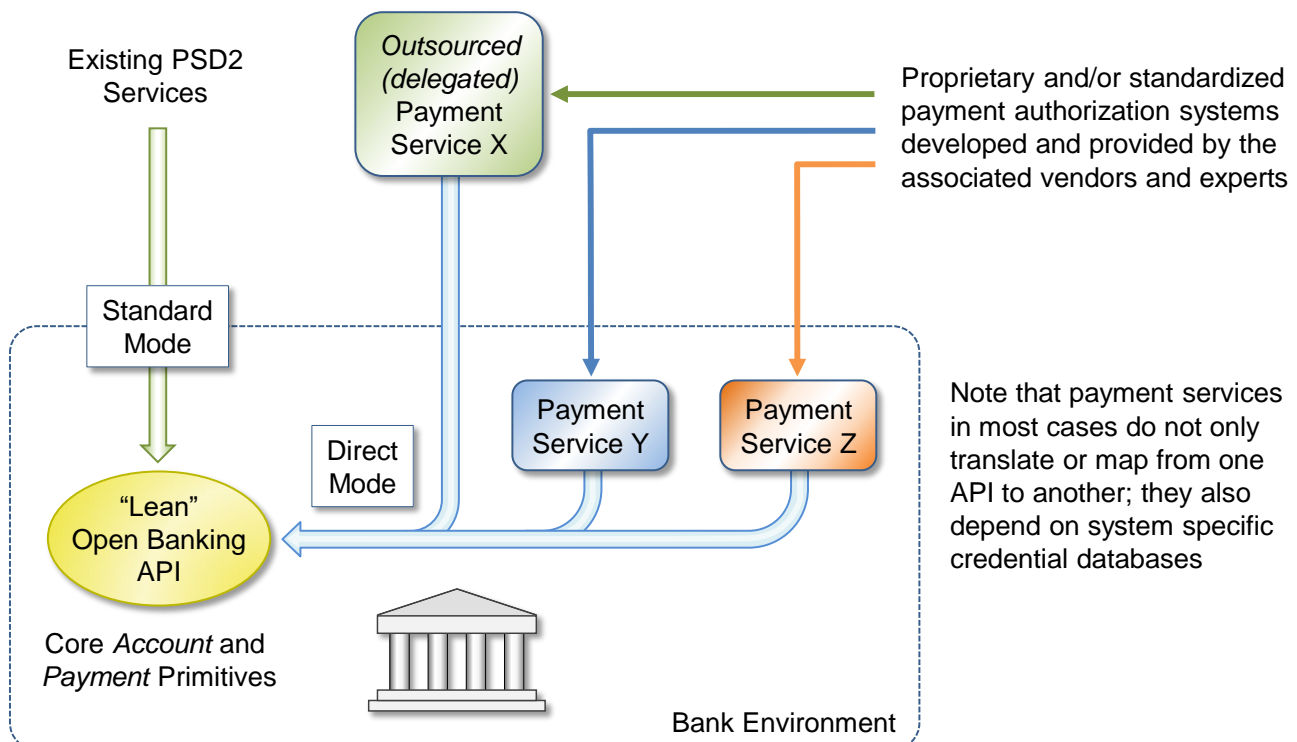 Existing PSD2
Services
Outsourced
(delegated)
Payment
Service X
Proprietary and/or standardized
payment authorization systems
developed and provided by the
associated vendors and experts
Standard
Mode
Direct
Mode
Payment
Service Y
Payment
Service Z
Note that payment services
in most cases do not only
translate or map from one
API to another; they also
depend on system specific
credential databases
“Lean”
Open Banking
API
Core Account and
Payment Primitives
Bank Environment